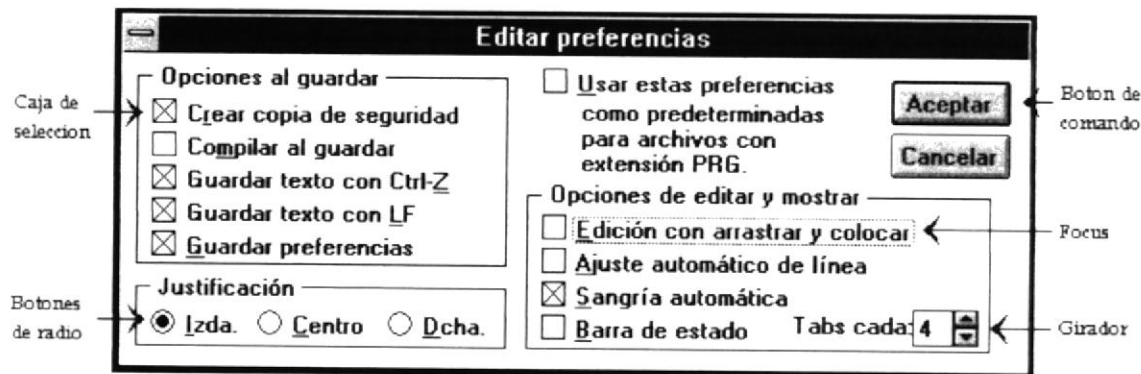 Editar preferencias
Caja de
seleccion
Botones
de radio
Opciones al guardar
Crear copia de seguridad
Compilar al guardar
Guardar texto con Ctrl-Z
Guardar texto con LF
Guardar preferencias
Justificación
Izda. Centro Dcha.
Usar estas preferencias
como predeterminadas
para archivos con
extensión PRG.
Aceptar
Cancelar
Opciones de editar y mostrar
Edición con arrastrar y colocar
Ajuste automático de línea
Sangría automática
Barra de estado Tabs cada: 4
Boton de
comando
Focus
Girador